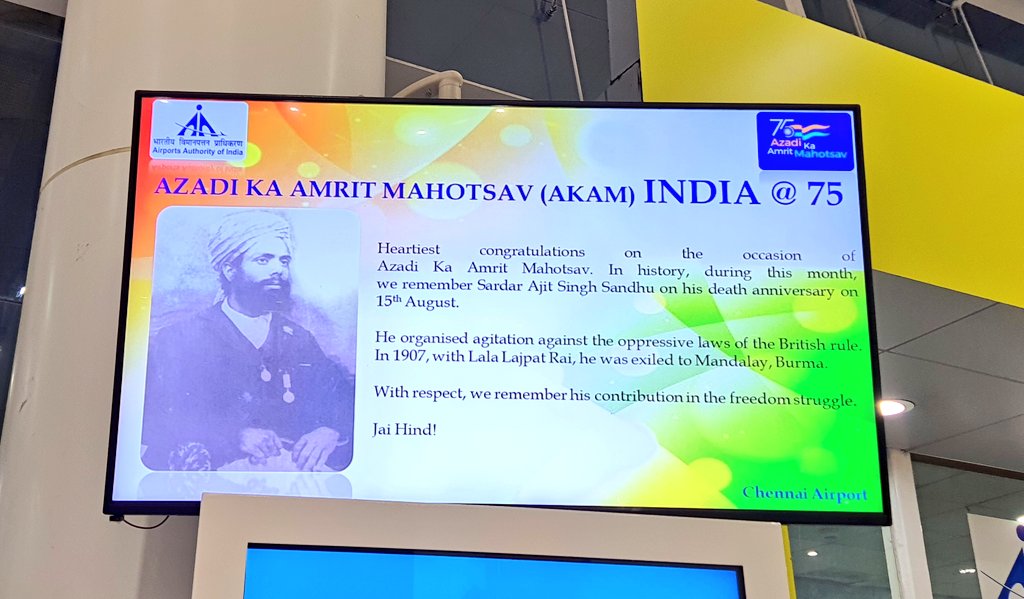 भारतीय विमानपत्तन प्राधिकरण
Airports Authority of India
75
Azadi Ka
Amrit Mahotsav
AZADI KA AMRIT MAHOTSAV (AKAM) INDIA @ 75
Heartiest congratulations on the occasion of
Azadi Ka Amrit Mahotsav. In history, during this month,
we remember Sardar Ajit Singh Sandhu on his death anniversary on
15th August.
He organised agitation against the oppressive laws of the British rule.
In 1907, with Lala Lajpat Rai, he was exiled to Mandalay, Burma.
With respect, we remember his contribution in the freedom struggle.
Jai Hind!
Chennai Airport